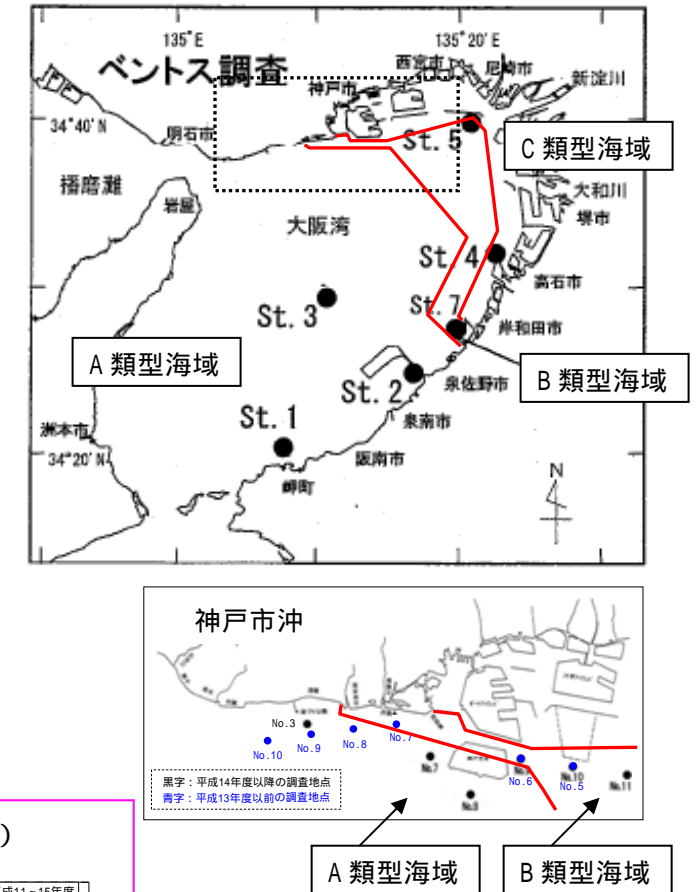 135°E
135°20'E
ベントス調査
西宮市
尼崎市
神戸市
新淀川
34°40'N
明石市
St. 5
C 類型海域
播磨灘
岩屋
大和川
堺市
大阪湾
St. 4
高石市
St. 3
St. 7
岸和田市
A 類型海域
B 類型海域
St. 2
泉佐野市
泉南市
St. 1
洲本市
34°20'N
阪南市
岬町
N
神戸市沖
No.3
No.10
No.9
No.8
No.7
No.7
No.8
No.6
No.10
No.5
No.11
黒字：平成14年度以降の調査地点
青字：平成13年度以前の調査地点
A 類型海域
B 類型海域
)
成11~15年度